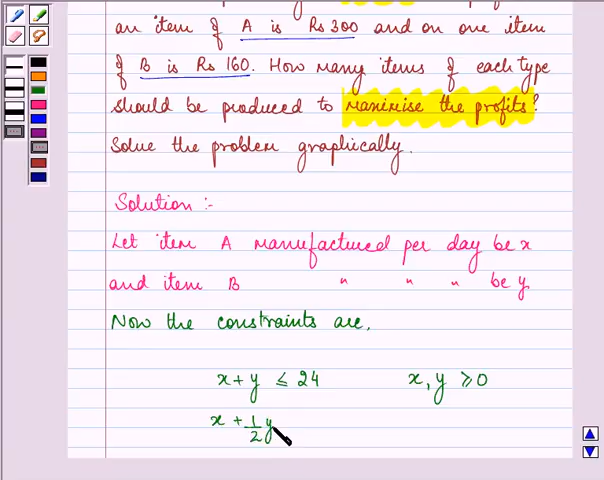 an item of A is Rs 300 and on one item
of B is Rs 160. How many items of each type
should be produced to maximise the profits?
Solve the problem graphically.
Solution :-
Let item A manufactured per day be x
and item B " " " be y
Now the constraints are,
x + y ≤ 24 x, y ≥ 0
x + 1/2 y